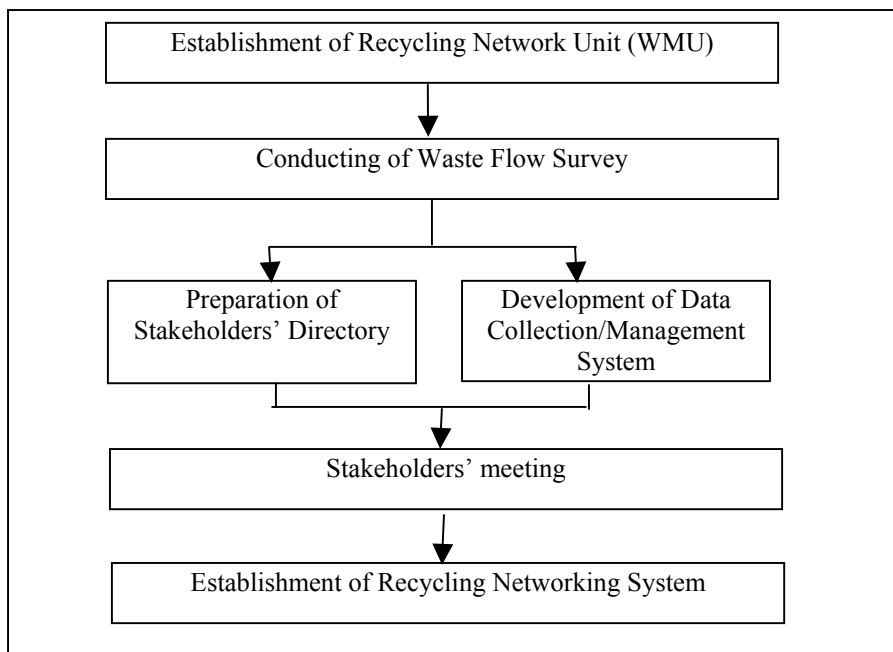 Establishment of Recycling Network Unit (WMU)
Conducting of Waste Flow Survey
Preparation of
Stakeholders’ Directory
Development of Data
Collection/Management
System
Stakeholders’ meeting
Establishment of Recycling Networking System